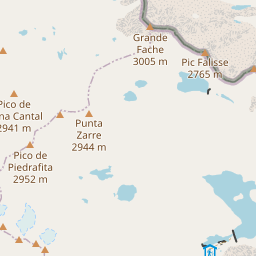 Grande
Fache
3005 m
Pic Falisse
2765 m
Pico de
na Cantal
2941 m
Punta
Zarre
2944 m
Pico de
Piedrafita
2952 m